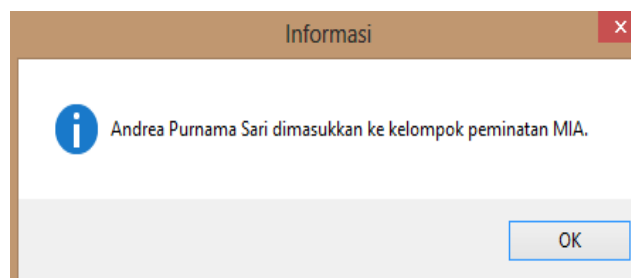 Informasi
x
Andrea Purnama Sari dimasukkan ke kelompok peminatan MIA.
OK